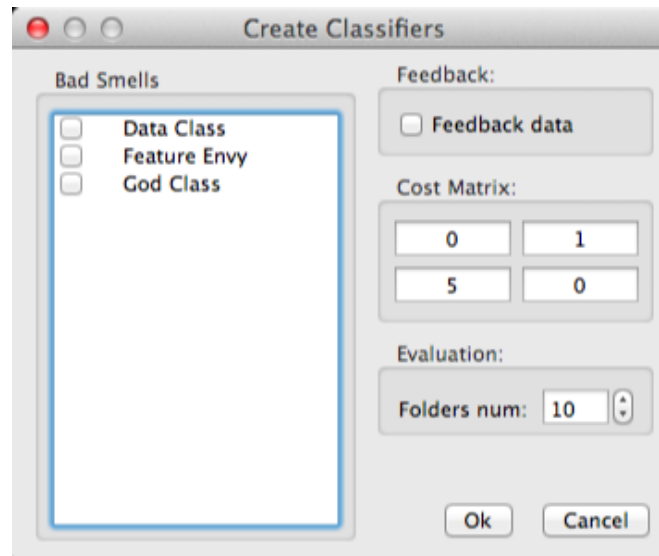 Create Classifiers
Bad Smells
Data Class
Feature Envy
God Class
Feedback:
Feedback data
Cost Matrix:
0 1
5 0
Evaluation:
Folders num: 10
Ok Cancel